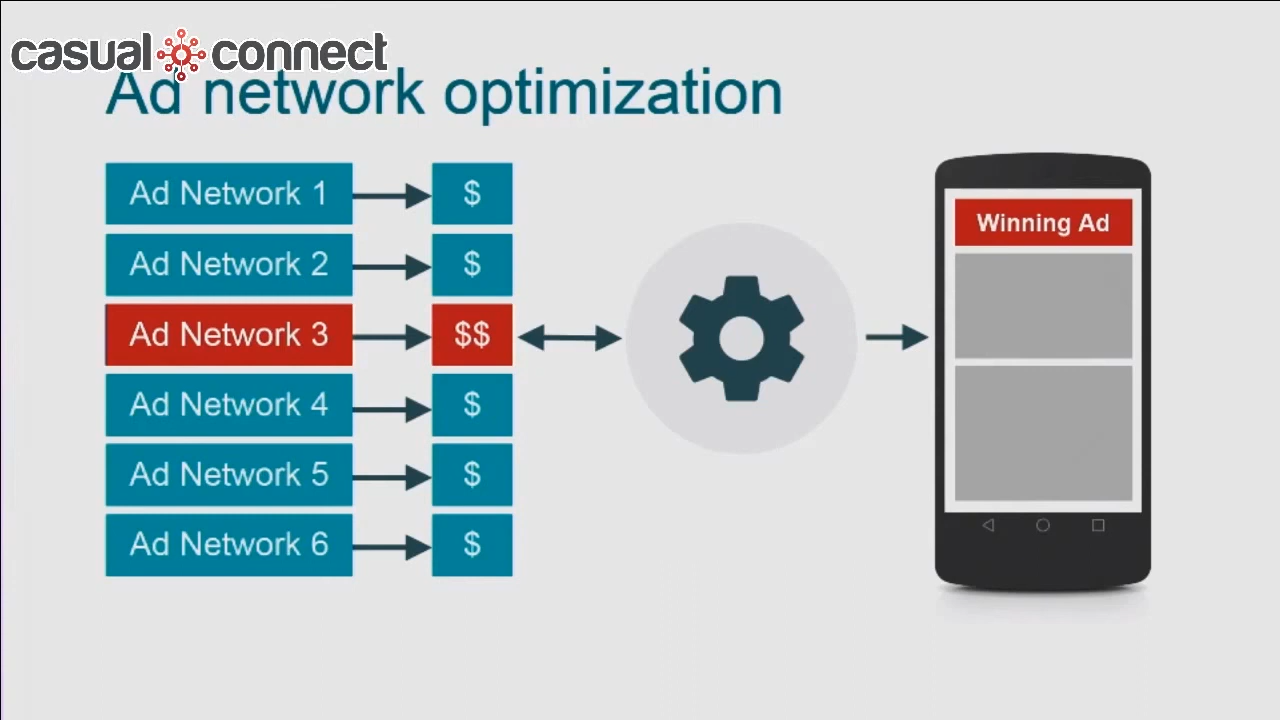 casual connect
Ad network optimization
Ad Network 1
$
Ad Network 2
$
Ad Network 3
$$
Ad Network 4
$
Ad Network 5
$
Ad Network 6
$
Winning Ad